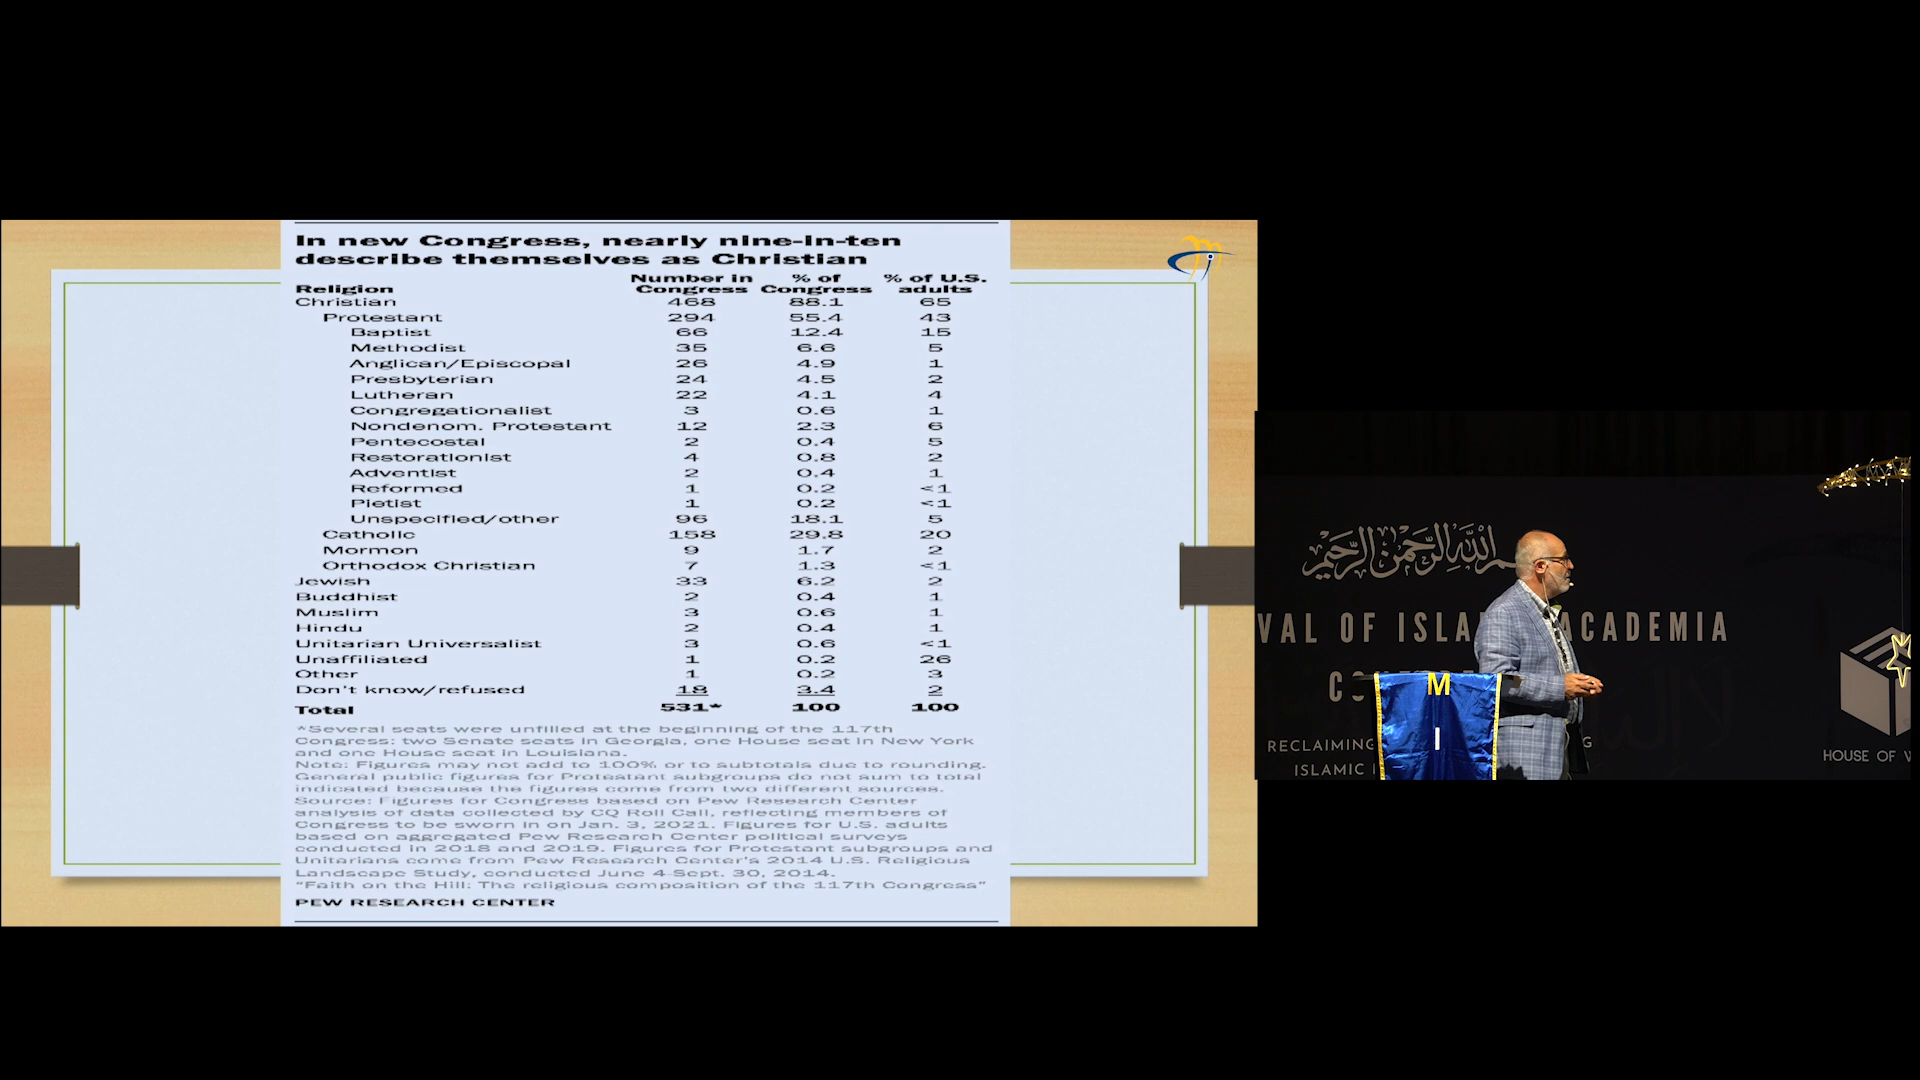 In new Congress, nearly nine-in-ten
describe themselves as Christian
Religion Number in Congress % of Congress % of U.S. adults
Christian 468 88.1 65
Protestant 294 55.4 43
Baptist 66 12.4 15
Methodist 35 6.6 5
Anglican/Episcopal 26 4.9 1
Presbyterian 24 4.5 2
Lutheran 22 4.1 4
Congregationalist 3 0.6 1
Nondenom. Protestant 12 2.3 6
Pentecostal 2 0.4 5
Restorationist 4 0.8 2
Adventist 2 0.4 1
Reformed 1 0.2 <1
Pietist 1 0.2 <1
Unspecified/other 96 18.1 5
Catholic 158 29.8 20
Mormon 9 1.7 2
Orthodox Christian 7 1.3 <1
Jewish 33 6.2 2
Buddhist 2 0.4 1
Muslim 3 0.6 1
Hindu 2 0.4 1
Unitarian Universalist 3 0.6 <1
Unaffiliated 1 0.2 26
Other 1 0.2 3
Don't know/refused 18 3.4 2
Total 531* 100 100
*Several seats were unfilled at the beginning of the 117th
Congress: two Senate seats in Georgia, one House seat in New York
and one House seat in Louisiana.
Note: Figures may not add to 100% or to subtotals due to rounding.
General public figures for Protestant subgroups do not sum to total
indicated because the figures come from two different sources.
Source: Figures for Congress based on Pew Research Center
analysis of data collected by CQ Roll Call, reflecting members of
Congress to be sworn in on Jan. 3, 2021. Figures for U.S. adults
based on aggregated Pew Research Center political surveys
conducted in 2018 and 2019. Figures for Protestant subgroups and
Unitarians come from Pew Research Center's 2014 U.S. Religious
Landscape Study, conducted June 4-Sept. 30, 2014.
"Faith on the Hill: The religious composition of the 117th Congress"
PEW RESEARCH CENTER
الله الرحمن الرحيم
VAL OF ISLA ACADEMIA
RECLAIMING
ISLAMIC
HOUSE OF
M
I